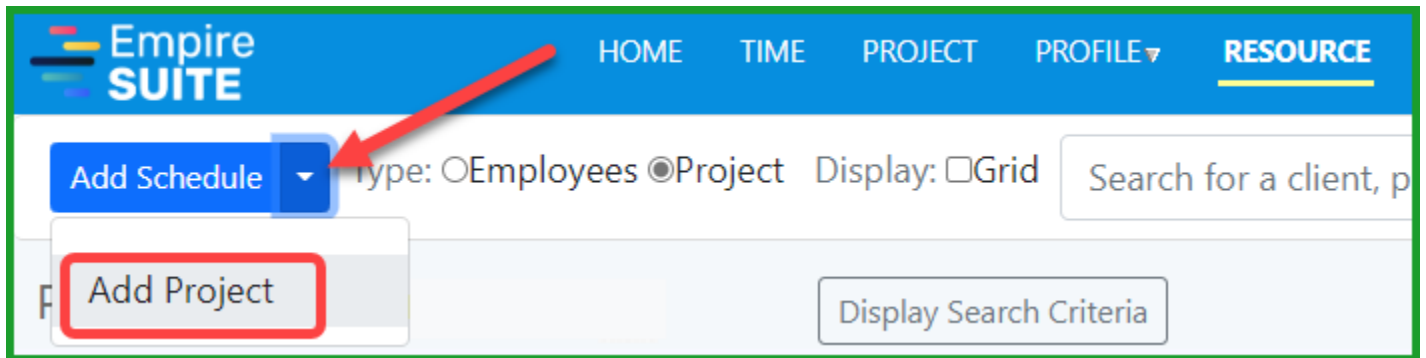 Empire
SUITE
HOME TIME PROJECT PROFILE RESOURCE
Add Schedule Type: Employees Project Display: Grid Search for a client, p
Add Project
Display Search Criteria